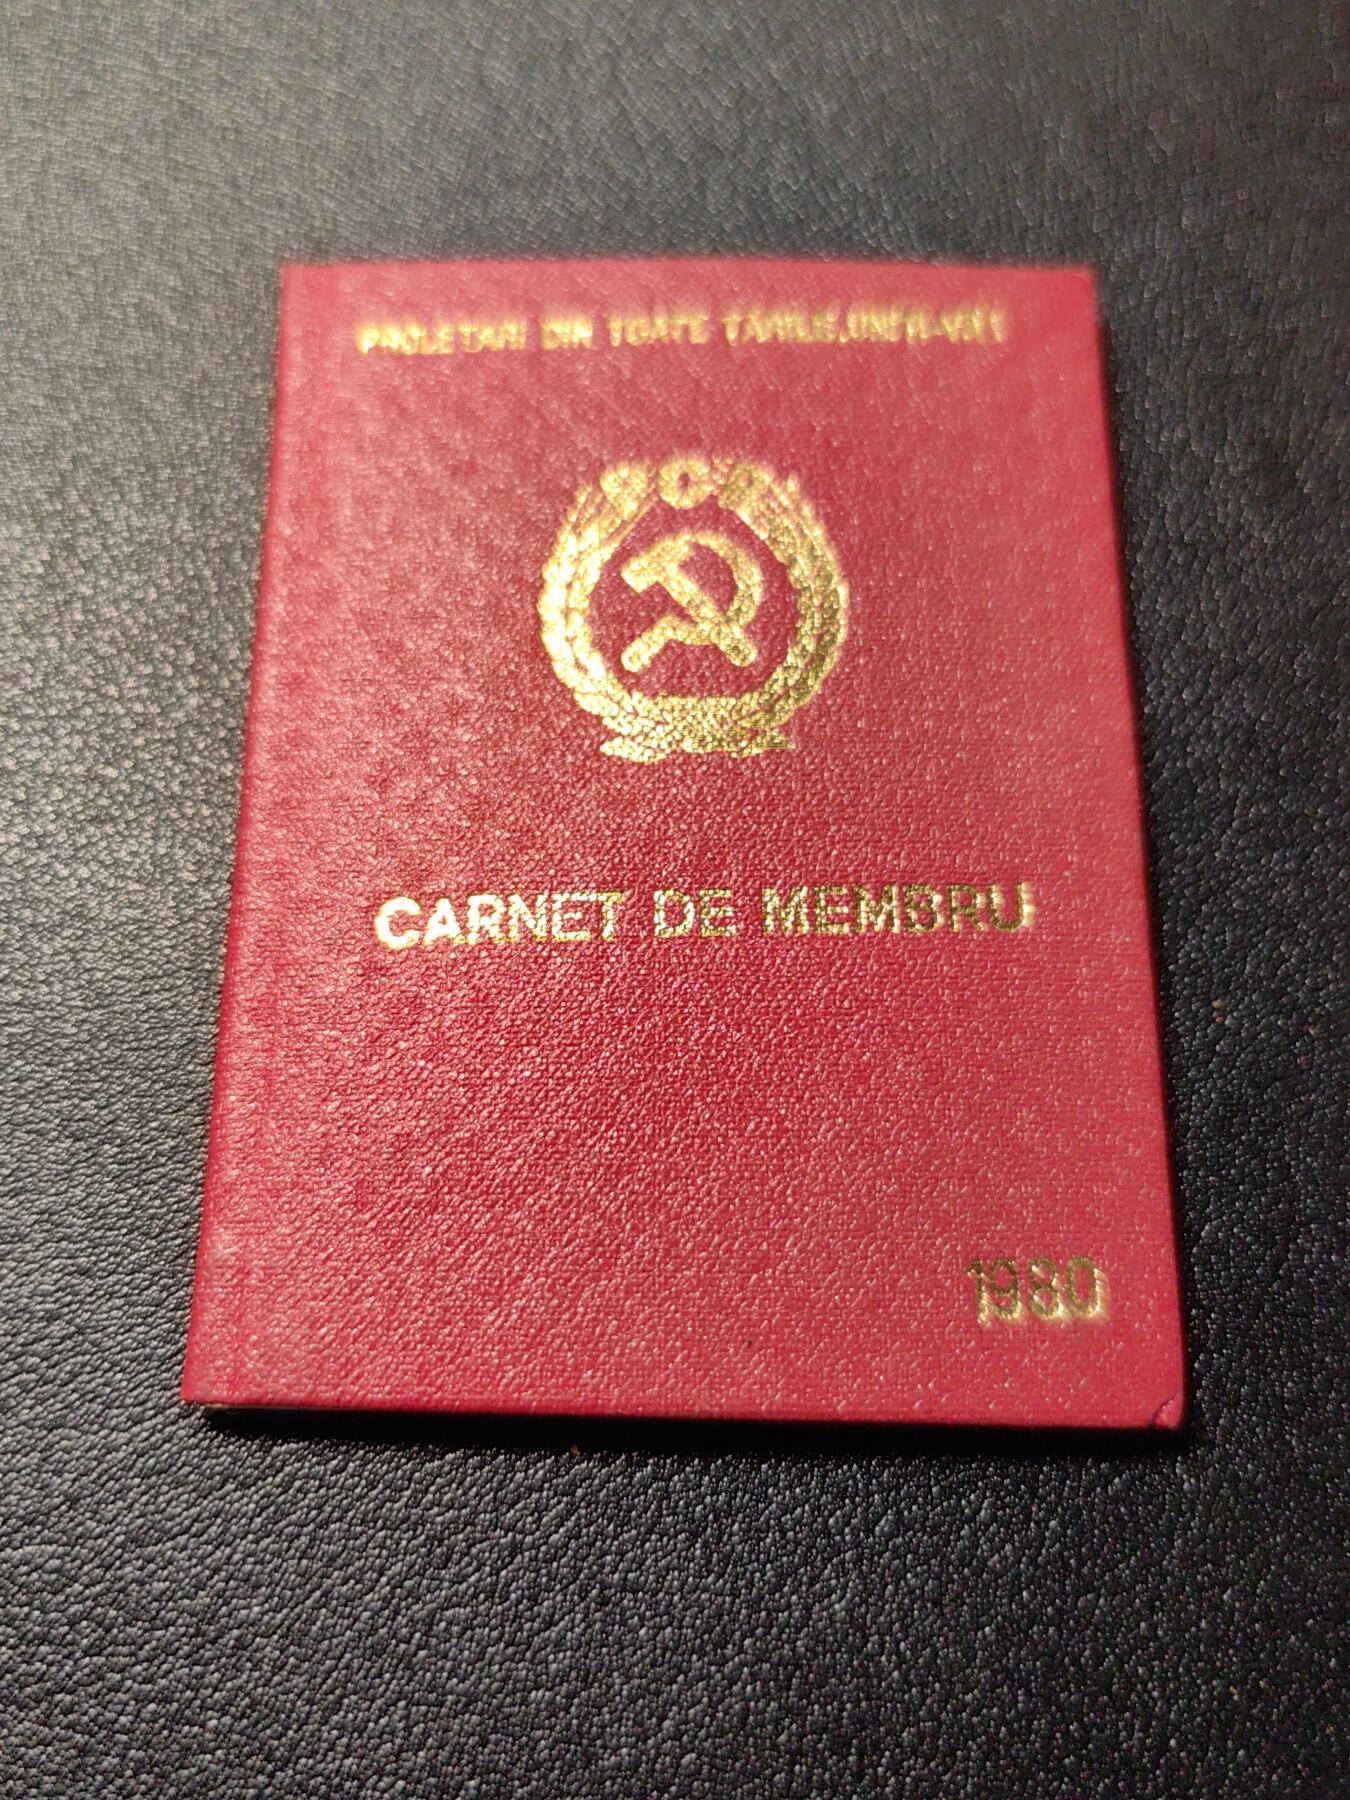 PROLETARI DIN TOATE ȚĂRILE, UNIȚI-VĂ!
PCR
CARNET DE MEMBRU
1980